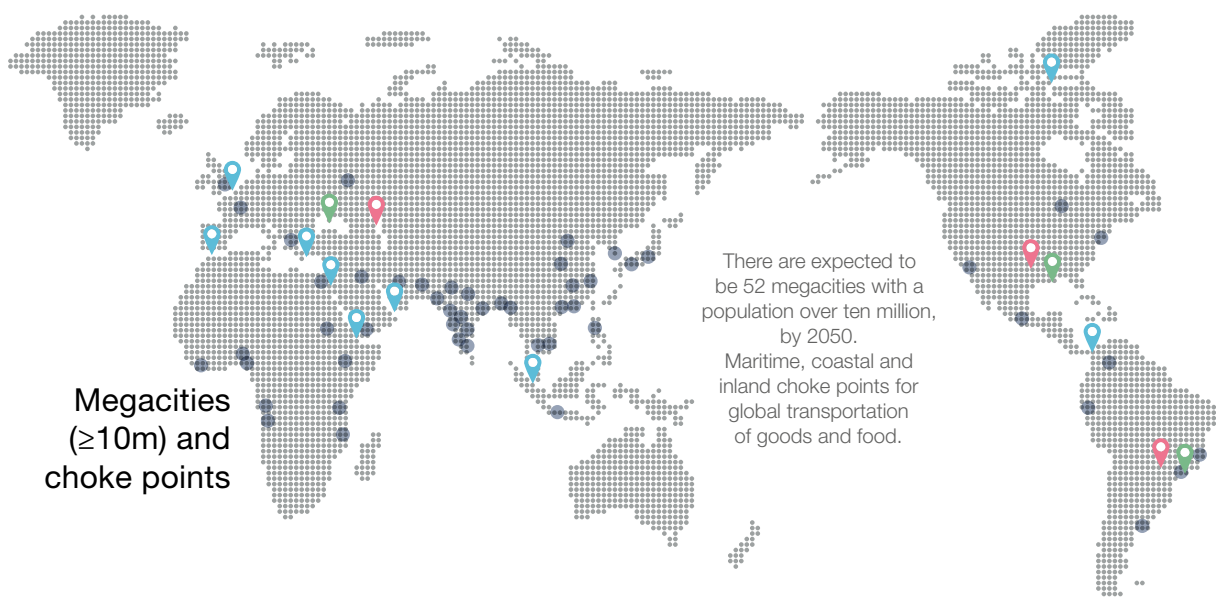 Megacities
(≥10m) and
choke points
There are expected to
be 52 megacities with a
population over ten million,
by 2050.
Maritime, coastal and
inland choke points for
global transportation
of goods and food.